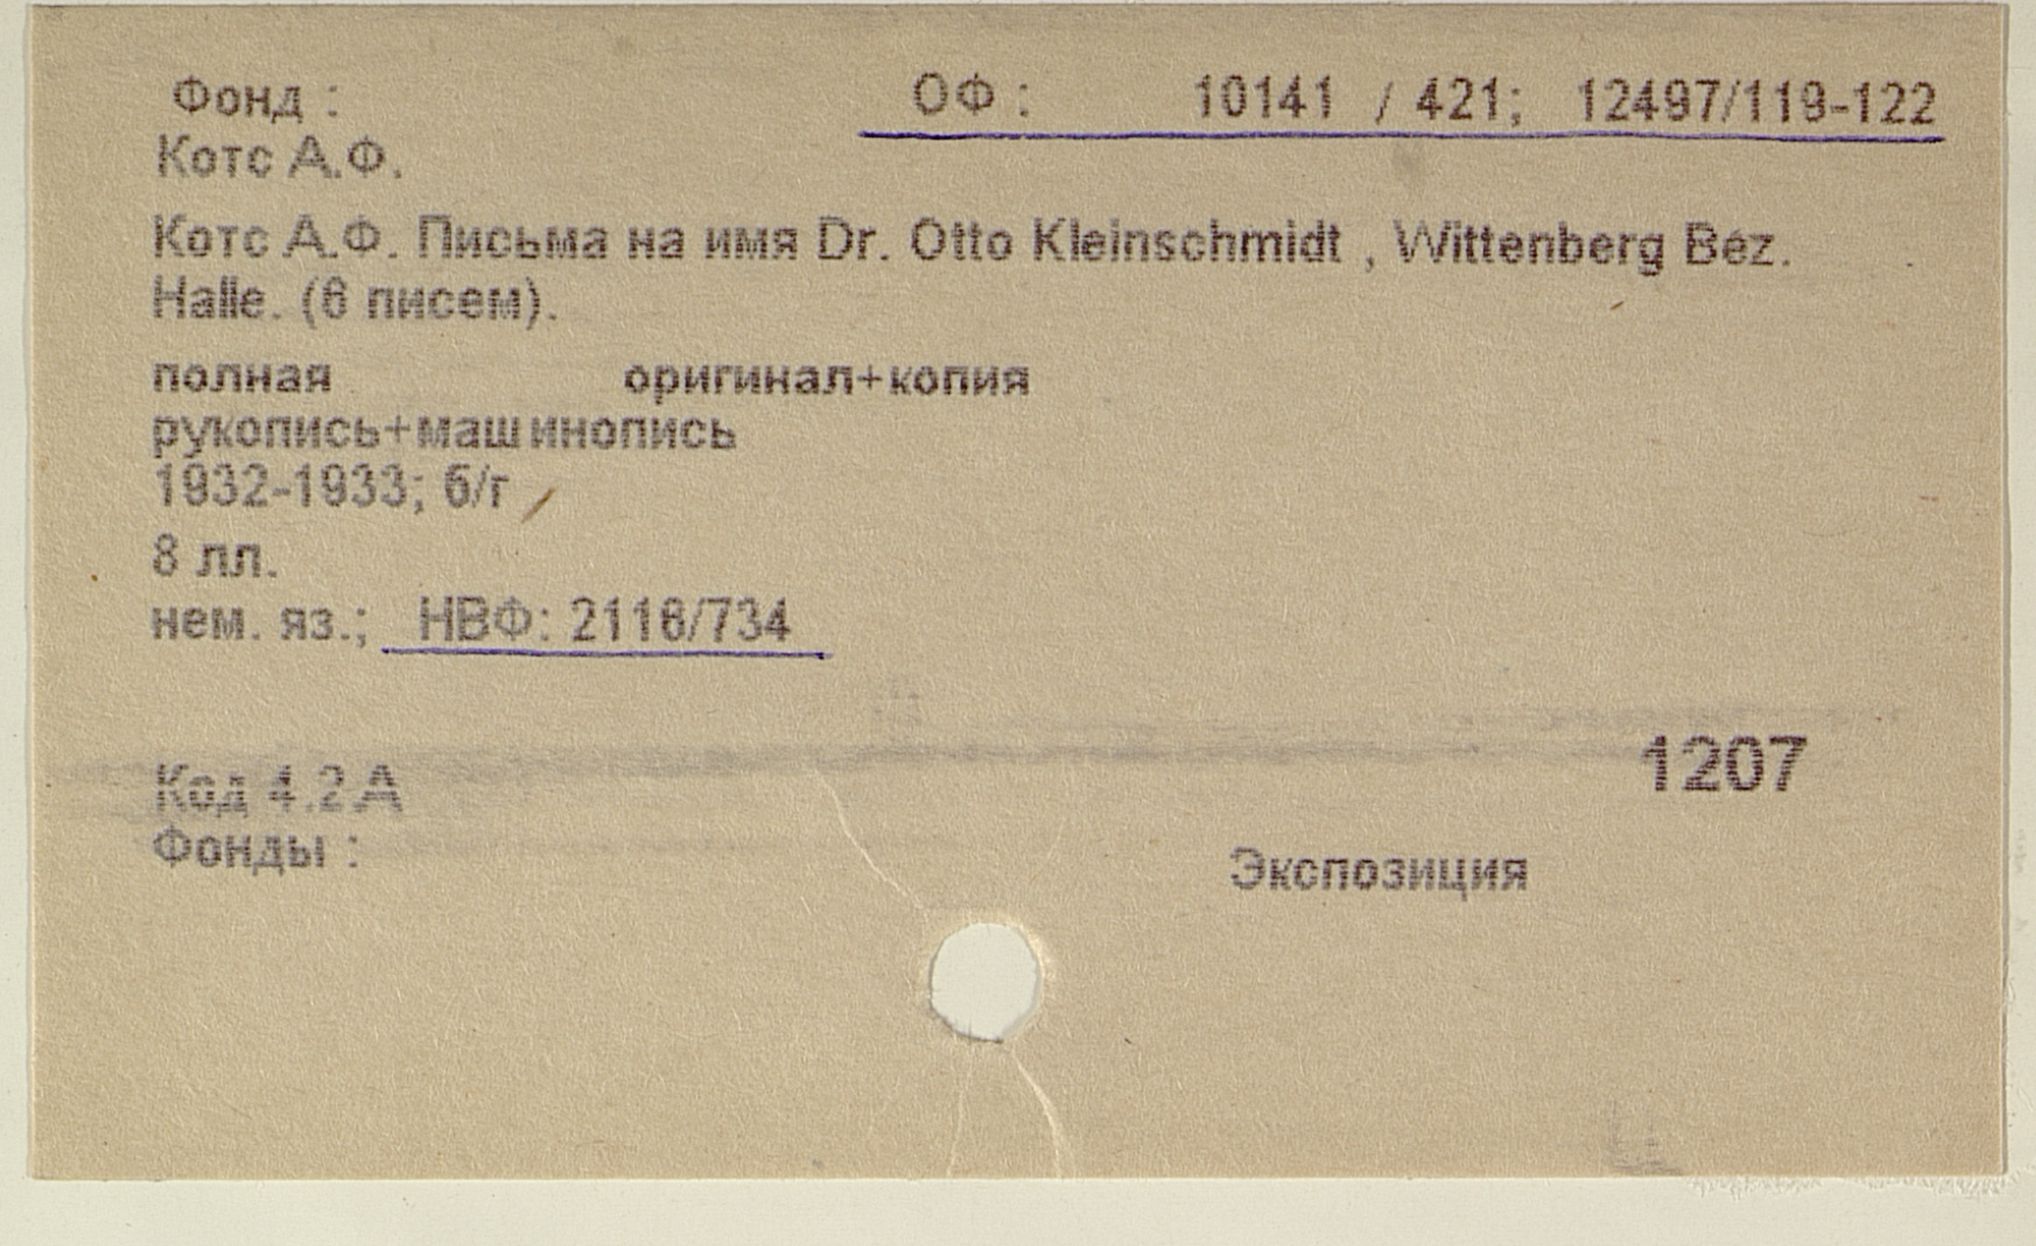 Фонд : ОФ : 10141 / 421; 12497/119-122
Котс А.Ф.
Котс А.Ф. Письма на имя Dr. Otto Kleinschmidt , Wittenberg Bez.
Halle. (6 писем).
полная оригинал+копия
рукопись+машинопись
1932-1933; б/г
8 лл.
нем. яз.; НВФ: 2116/734
1207
Код 4.2.А
Фонды :
Экспозиция